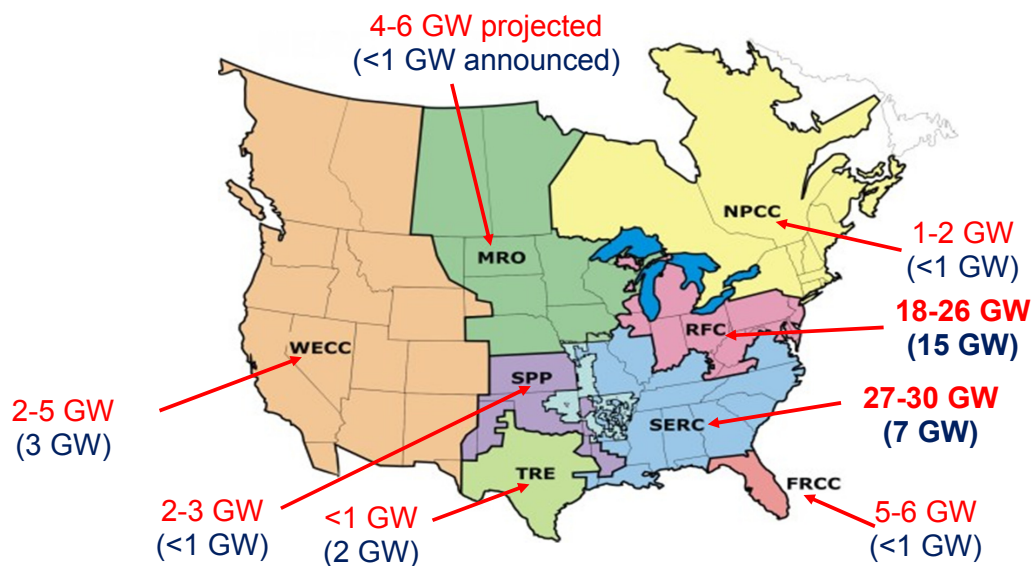 4-6 GW projected
(<1 GW announced)
NPCC
1-2 GW
(<1 GW)
MRO
18-26 GW
(15 GW)
RFC
WECC
SPP
2-5 GW
(3 GW)
27-30 GW
(7 GW)
SERC
TRE
FRCC
2-3 GW
(<1 GW)
<1 GW
(2 GW)
5-6 GW
(<1 GW)